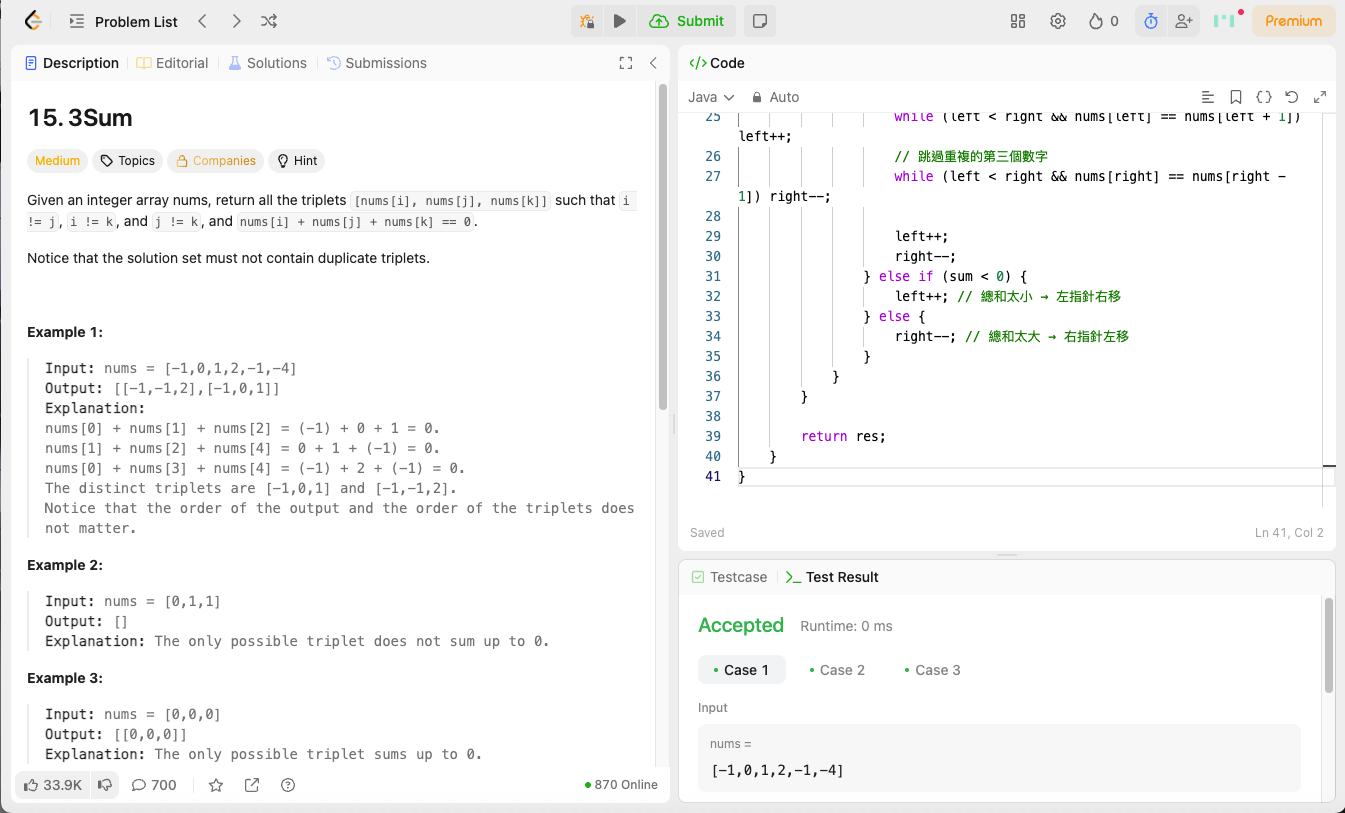 Problem List
Submit
0
Premium
Description
Editorial
Solutions
Submissions
15. 3Sum
Medium
Topics
Companies
Hint
Given an integer array nums, return all the triplets [nums[i], nums[j], nums[k]] such that i
!= j, i != k, and j != k, and nums[i] + nums[j] + nums[k] == 0.
Notice that the solution set must not contain duplicate triplets.
Example 1:
Input: nums = [-1,0,1,2,-1,-4]
Output: [[-1,-1,2],[-1,0,1]]
Explanation:
nums[0] + nums[1] + nums[2] = (-1) + 0 + 1 = 0.
nums[1] + nums[2] + nums[4] = 0 + 1 + (-1) = 0.
nums[0] + nums[3] + nums[4] = (-1) + 2 + (-1) = 0.
The distinct triplets are [-1,0,1] and [-1,-1,2].
Notice that the order of the output and the order of the triplets does
not matter.
Example 2:
Input: nums = [0,1,1]
Output: []
Explanation: The only possible triplet does not sum up to 0.
Example 3:
Input: nums = [0,0,0]
Output: [[0,0,0]]
Explanation: The only possible triplet sums up to 0.
33.9K
700
870 Online
</> Code
Java
Auto
25 while (left < right && nums[left] == nums[left + 1])
left++;
26 // 跳過重複的第三個數字
27 while (left < right && nums[right] == nums[right -
1]) right--;
28
29 left++;
30 right--;
31 } else if (sum < 0) {
32 left++; // 總和太小 → 左指針右移
33 } else {
34 right--; // 總和太大 → 右指針左移
35 }
36 }
37 }
38
39 return res;
40 }
41 }
Saved
Ln 41, Col 2
Testcase
>_ Test Result
Accepted
Runtime: 0 ms
Case 1
Case 2
Case 3
Input
nums =
[-1,0,1,2,-1,-4]